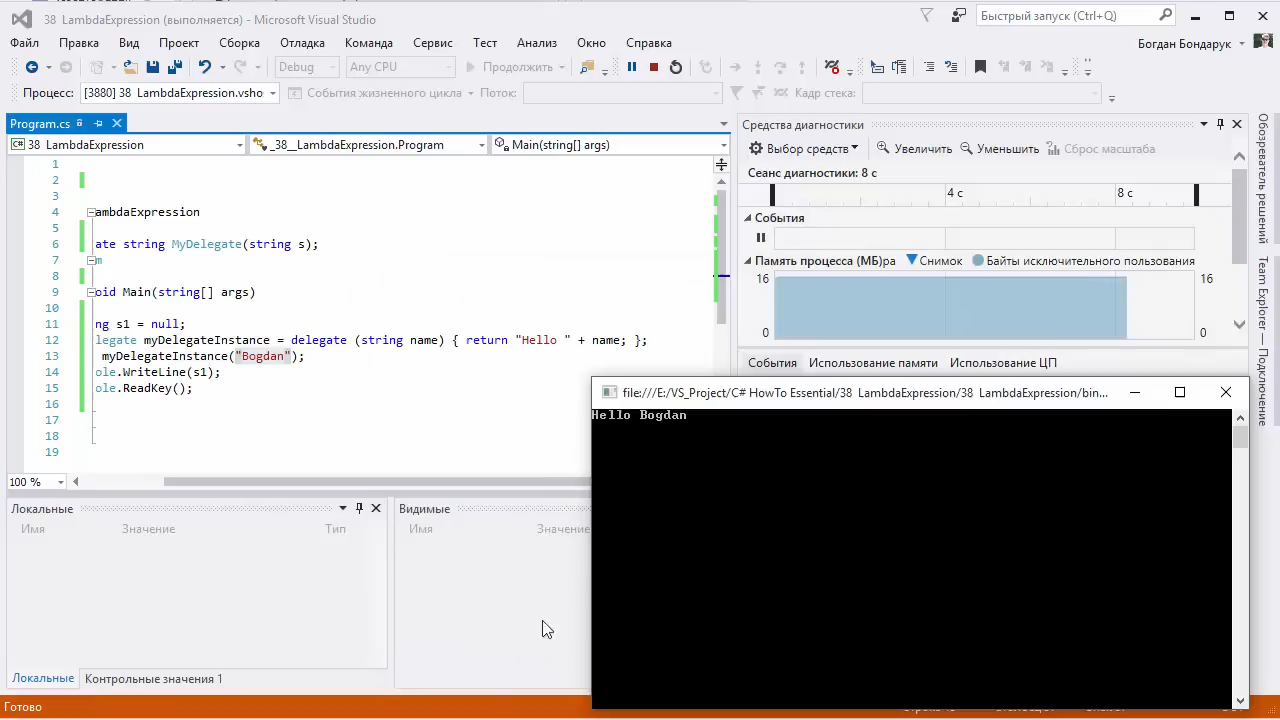 38 LambdaExpression (выполняется) - Microsoft Visual Studio
Быстрый запуск (Ctrl+Q)
Файл Правка Вид Проект Сборка Отладка Команда Сервис Тест Анализ Окно Справка
Богдан Бондарук
Debug Any CPU Продолжить
Процесс: [3880] 38 LambdaExpression.vsho События жизненного цикла Поток: Кадр стека:
Program.cs
38 LambdaExpression _38__LambdaExpression.Program Main(string[] args)
1
2
3
4 ambdaExpression
5
6 ate string MyDelegate(string s);
7 m
8
9 oid Main(string[] args)
10
11 ng s1 = null;
12 legate myDelegateInstance = delegate (string name) { return "Hello " + name; };
13 myDelegateInstance("Bogdan");
14 ole.WriteLine(s1);
15 ole.ReadKey();
16
17
18
19
100 %
Средства диагностики
Выбор средств Увеличить Уменьшить Сброс масштаба
Сеанс диагностики: 8 с
4 с 8 с
События
Память процесса (МБ)ра Снимок Байты исключительного пользования
16 16
0 0
События Использование памяти Использование ЦП
Обозреватель решений
Team Explorer — Подключение
Локальные
Имя Значение Тип
Локальные Контрольные значения 1
Видимые
Имя Значение
file:///E:/VS_Project/C# HowTo Essential/38 LambdaExpression/38 LambdaExpression/bin...
Hello Bogdan
Готово